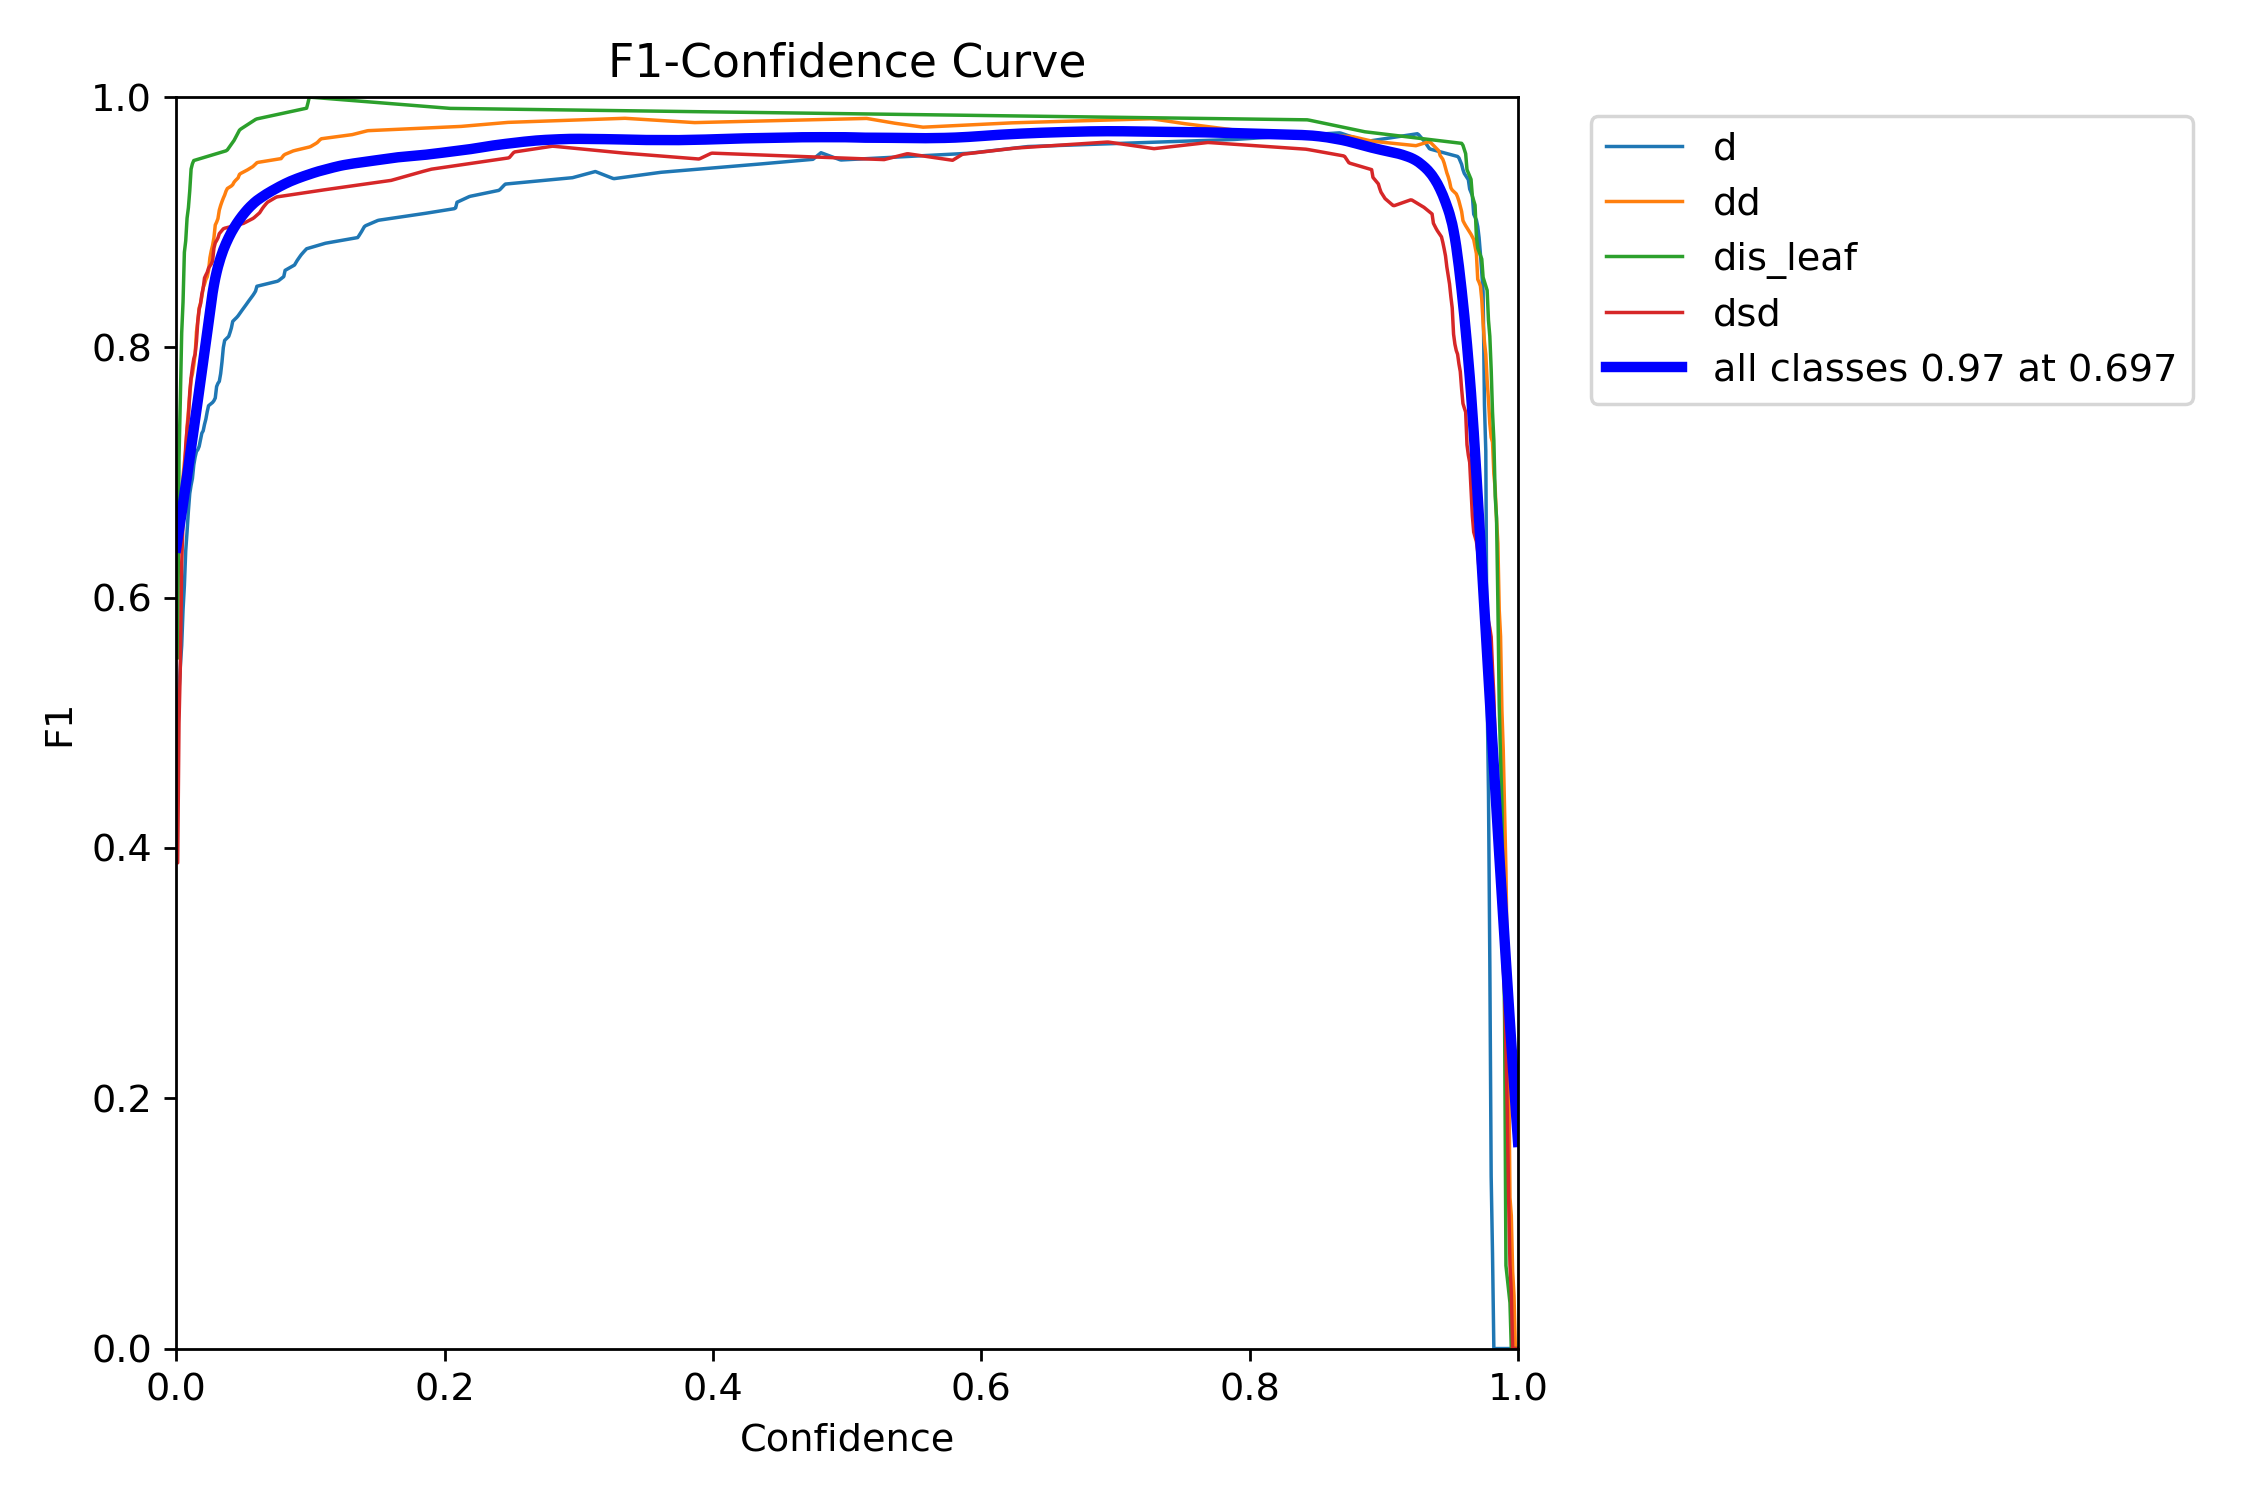 F1-Confidence Curve
1.0
0.8
0.6
0.4
0.2
0.0
F1
0.0 0.2 0.4 0.6 0.8 1.0
Confidence
d
dd
dis_leaf
dsd
all classes 0.97 at 0.697